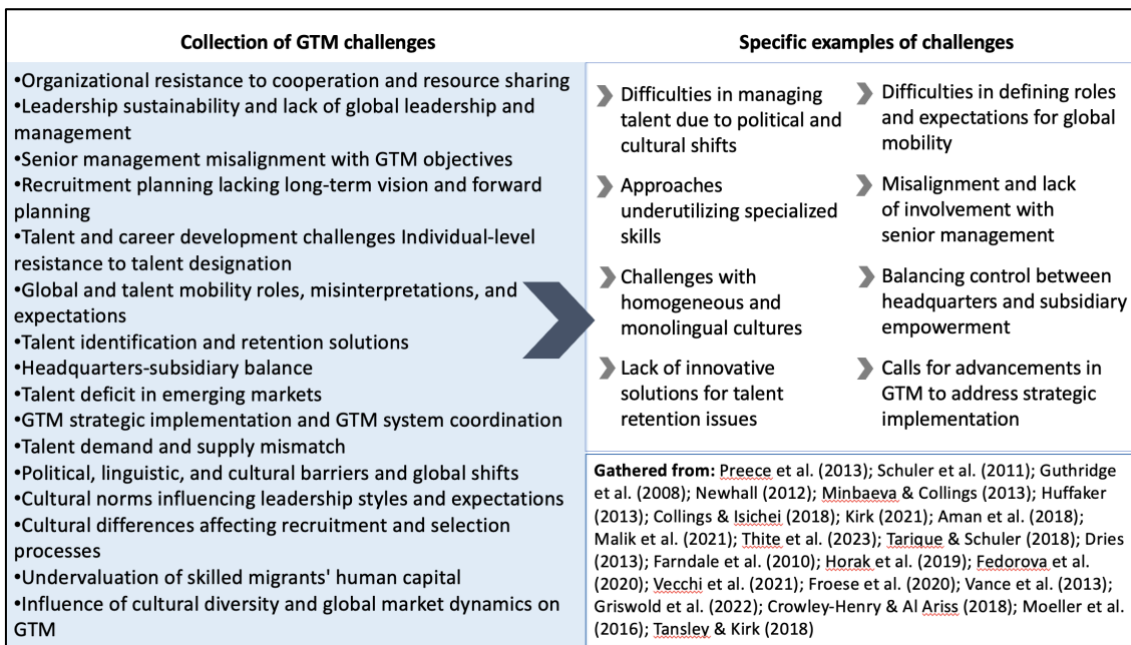 Collection of GTM challenges
•Organizational resistance to cooperation and resource sharing
•Leadership sustainability and lack of global leadership and
management
•Senior management misalignment with GTM objectives
•Recruitment planning lacking long-term vision and forward
planning
•Talent and career development challenges Individual-level
resistance to talent designation
•Global and talent mobility roles, misinterpretations, and
expectations
•Talent identification and retention solutions
•Headquarters-subsidiary balance
•Talent deficit in emerging markets
•GTM strategic implementation and GTM system coordination
•Talent demand and supply mismatch
•Political, linguistic, and cultural barriers and global shifts
•Cultural norms influencing leadership styles and expectations
•Cultural differences affecting recruitment and selection
processes
•Undervaluation of skilled migrants' human capital
•Influence of cultural diversity and global market dynamics on
GTM
Specific examples of challenges
Difficulties in managing
talent due to political and
cultural shifts
Approaches
underutilizing specialized
skills
Challenges with
homogeneous and
monolingual cultures
Lack of innovative
solutions for talent
retention issues
Difficulties in defining roles
and expectations for global
mobility
Misalignment and lack
of involvement with
senior management
Balancing control between
headquarters and subsidiary
empowerment
Calls for advancements in
GTM to address strategic
implementation
Gathered from: Preece et al. (2013); Schuler et al. (2011); Guthridge
et al. (2008); Newhall (2012); Minbaeva & Collings (2013); Huffaker
(2013); Collings & Isichei (2018); Kirk (2021); Aman et al. (2018);
Malik et al. (2021); Thite et al. (2023); Tarique & Schuler (2018); Dries
(2013); Farndale et al. (2010); Horak et al. (2019); Fedorova et al.
(2020); Vecchi et al. (2021); Froese et al. (2020); Vance et al. (2013);
Griswold et al. (2022); Crowley-Henry & Al Ariss (2018); Moeller et al.
(2016); Tansley & Kirk (2018)